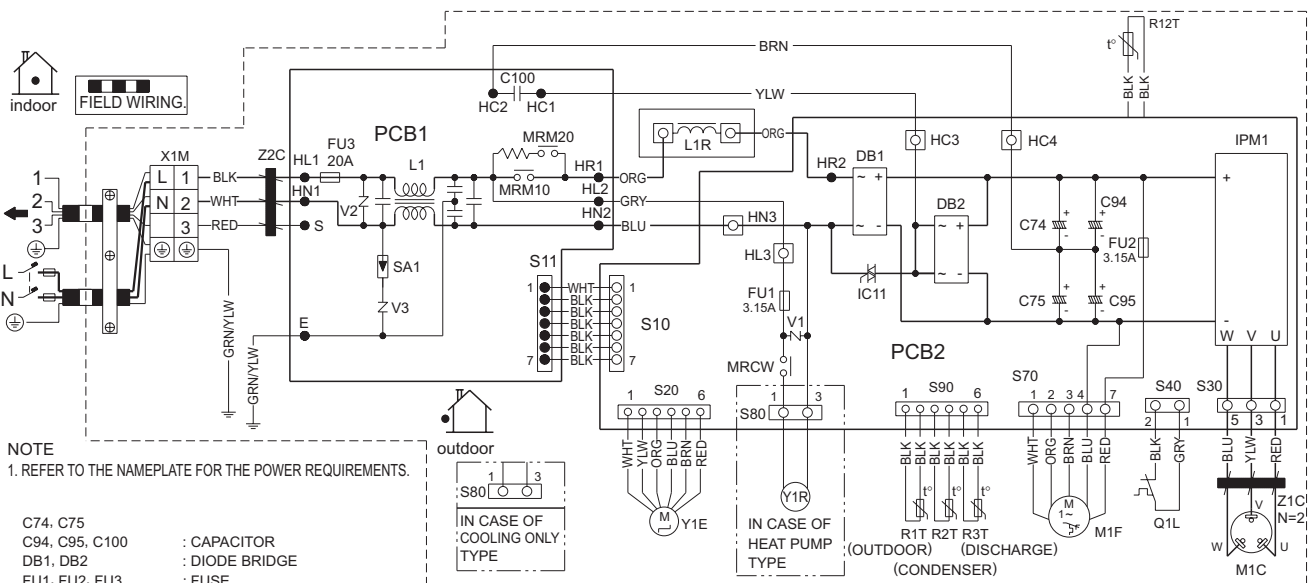 R12T
t°
BLK
BLK
BRN
indoor
FIELD WIRING.
C100
HC2
HC1
YLW
PCB1
MRM20
MRM10
L1R
ORG
HC3
HC4
IPM1
X1M
Z2C
HL1
FU3
20A
L1
HR1
ORG
HR2
DB1
1
2
3
L
1
BLK
N
2
WHT
HN1
3
RED
S
V2
HL2
GRY
HN2
BLU
HN3
~ +
~ -
DB2
~ +
~ -
C74
+
-
C94
+
-
FU2
3.15A
+
L
N
SA1
V3
S11
HL3
IC11
C75
+
-
C95
+
-
-
W V U
GRN/YLW
GRN/YLW
E
1
WHT
BLK
BLK
BLK
BLK
BLK
BLK
7
1
7
S10
FU1
3.15A
V1
MRCW
PCB2
outdoor
S20
1
6
WHT
YLW
ORG
BLU
BRN
RED
M
Y1E
S80
1
3
Y1R
IN CASE OF
HEAT PUMP
TYPE
S90
1
6
BLK
BLK
BLK
BLK
BLK
BLK
t°
t°
t°
R1T
R2T
R3T
(OUTDOOR)
(DISCHARGE)
(CONDENSER)
S70
1
2
3
4
7
WHT
ORG
BRN
BLU
RED
M
1~
M1F
S40
2
1
BLK
GRY
Q1L
S30
5
3
1
BLU
YLW
RED
Z1C
N=2
W
V
U
M1C
S80
1
3
IN CASE OF
COOLING ONLY
TYPE
NOTE
1. REFER TO THE NAMEPLATE FOR THE POWER REQUIREMENTS.
C74, C75
C94, C95, C100 : CAPACITOR
DB1, DB2 : DIODE BRIDGE
FU1, FU2, FU3 : FUSE